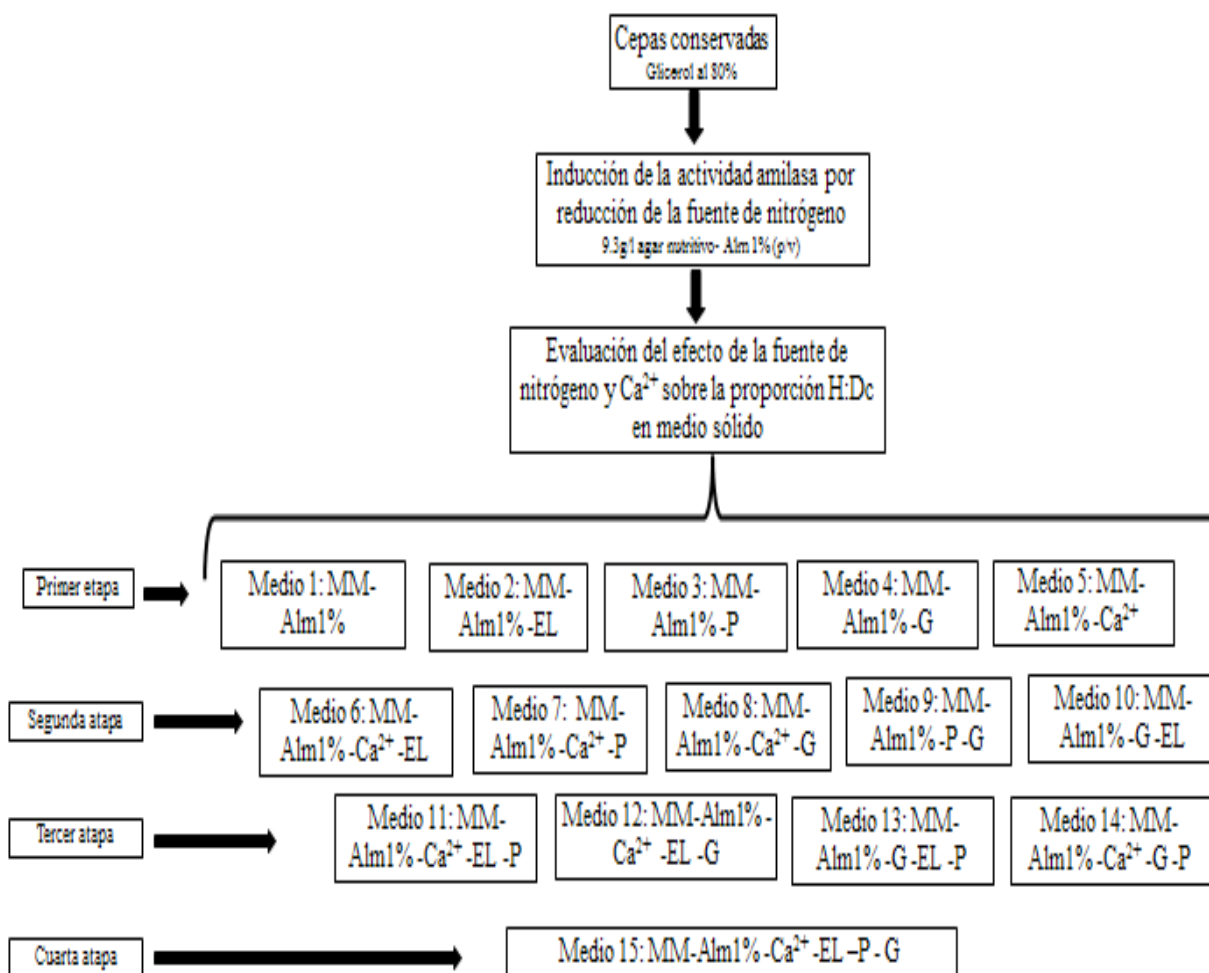 Cepas conservadas
Glicerol al 80%
Inducción de la actividad amilasa por
reducción de la fuente de nitrógeno
9.3g/l agar nutritivo- Alm 1% (p/v)
Evaluación del efecto de la fuente de
nitrógeno y Ca²⁺ sobre la proporción H:Dc
en medio sólido
Primer etapa
Medio 1: MM-
Alm1%
Medio 2: MM-
Alm1% -EL
Medio 3: MM-
Alm1% -P
Medio 4: MM-
Alm1% -G
Medio 5: MM-
Alm1% -Ca²⁺
Segunda atapa
Medio 6: MM-
Alm1% -Ca²⁺ -EL
Medio 7: MM-
Alm1% -Ca²⁺ -P
Medio 8: MM-
Alm1% -Ca²⁺ -G
Medio 9: MM-
Alm1% -P -G
Medio 10: MM-
Alm1% -G -EL
Tercer atapa
Medio 11: MM-
Alm1% -Ca²⁺ -EL -P
Medio 12: MM-Alm1% -
Ca²⁺ -EL -G
Medio 13: MM-
Alm1% -G -EL -P
Medio 14: MM-
Alm1% -Ca²⁺ -G -P
Cuarta atapa
Medio 15: MM-Alm1% -Ca²⁺ -EL –P - G